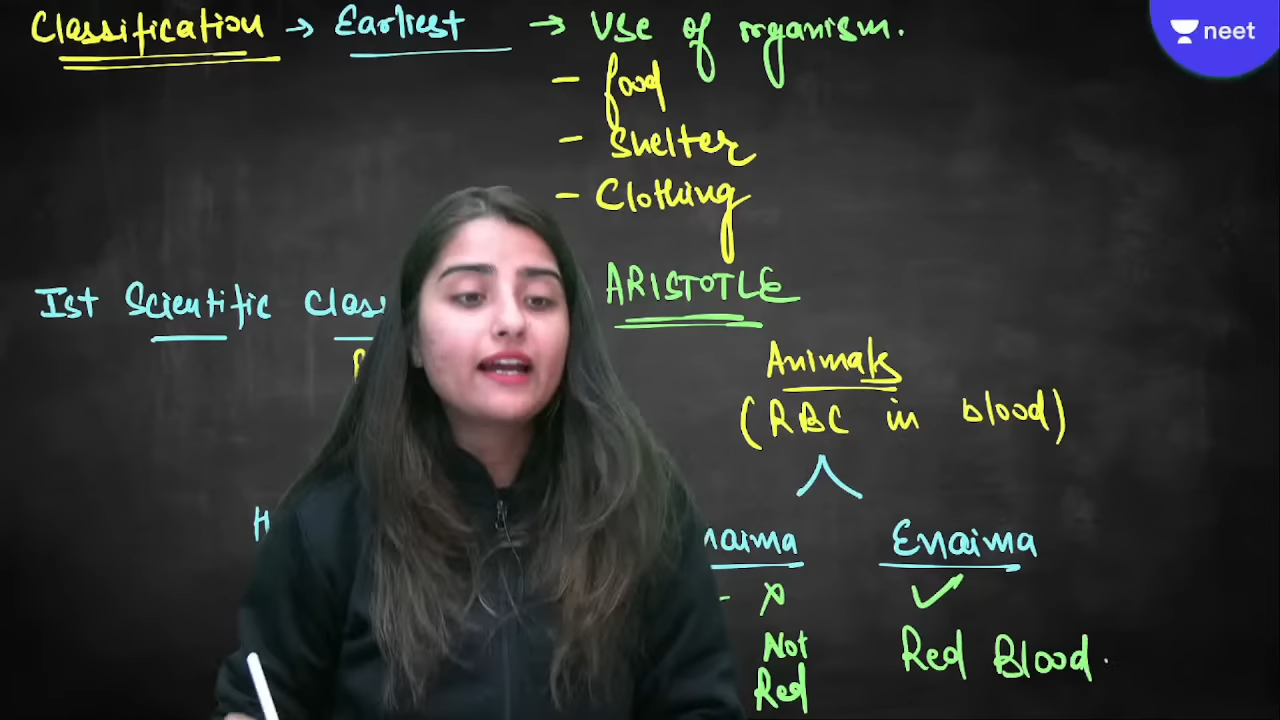 Classification → Earliest → Use of organism.
- food
- Shelter
- Clothing
Ist Scientific
ARISTOTLE
Animals
(RBC in blood)
Enaima
- ✗ ✓
Not Red
Red Blood.
neet